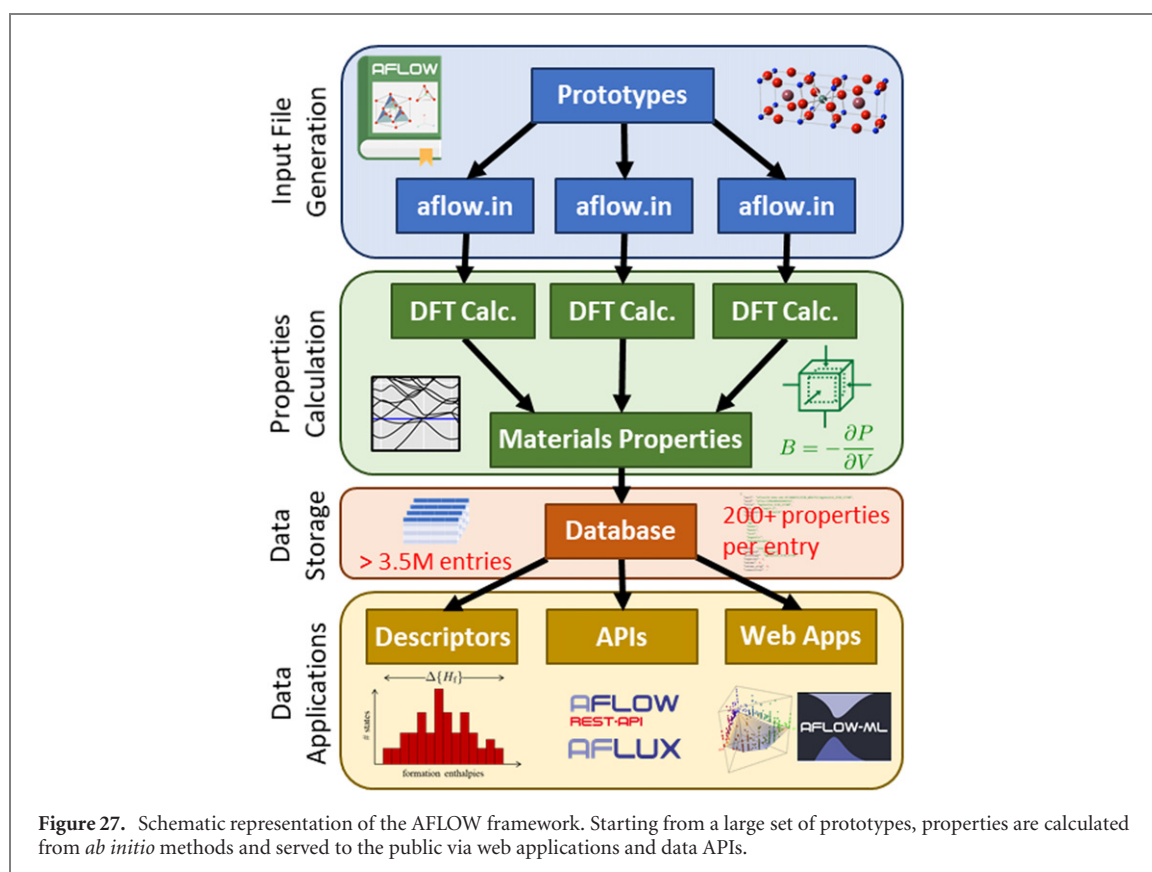 Input File
Generation
AFLOW
Prototypes
aflow.in
aflow.in
aflow.in
Properties
Calculation
DFT Calc.
DFT Calc.
DFT Calc.
Materials Properties
B = −∂P/∂V
Data
Storage
> 3.5M entries
Database
200+ properties
per entry
Data
Applications
Descriptors
APIs
Web Apps
Δ{H_f}
# states
formation enthalpies
AFLOW
REST-API
AFLUX
AFLOW-ML
Figure 27. Schematic representation of the AFLOW framework. Starting from a large set of prototypes, properties are calculated
from ab initio methods and served to the public via web applications and data APIs.